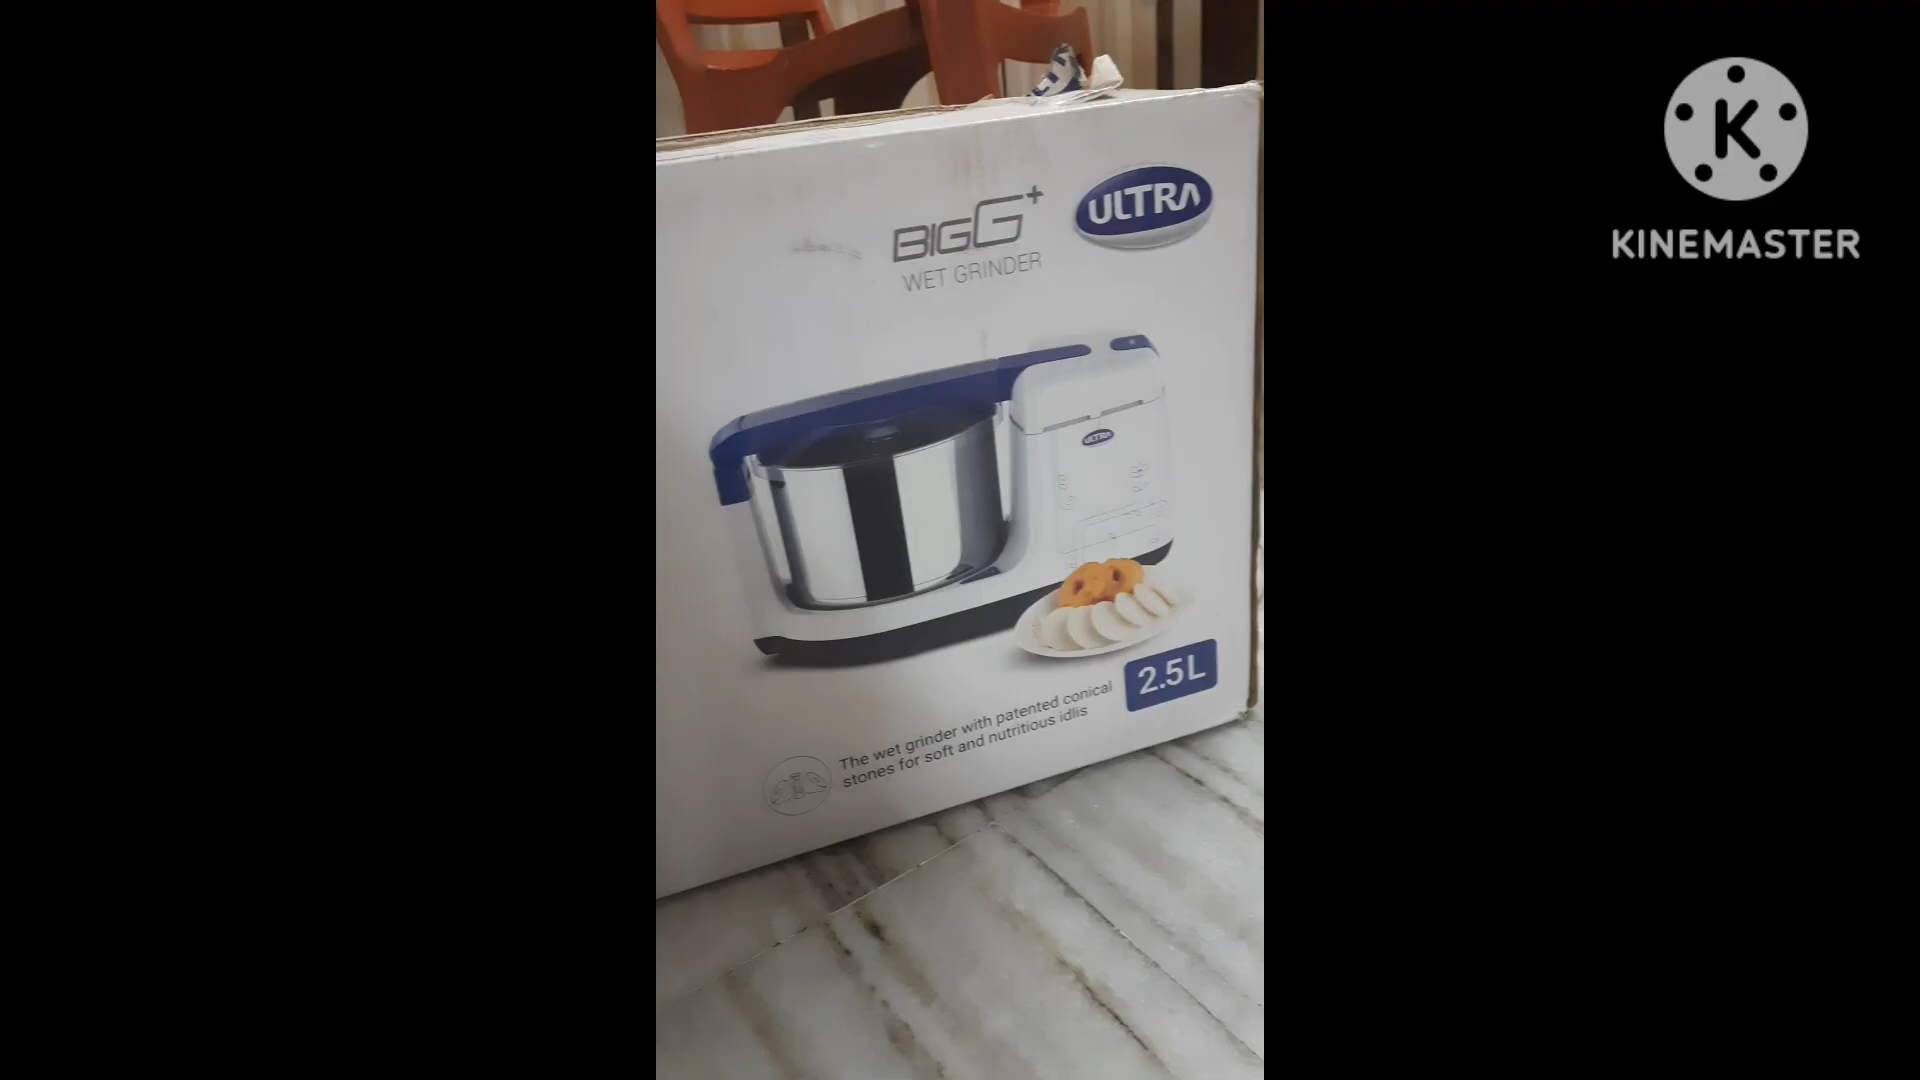 BIGG+
WET GRINDER
ULTRA
ULTRA
2.5L
The wet grinder with patented conical
stones for soft and nutritious idlis
K
KINEMASTER